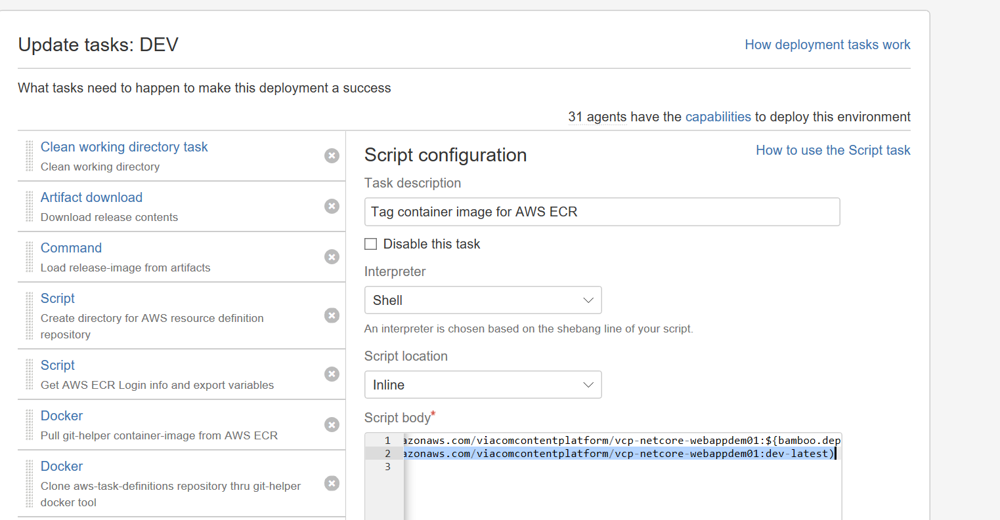 Update tasks: DEV
How deployment tasks work
What tasks need to happen to make this deployment a success
31 agents have the capabilities to deploy this environment
Clean working directory task
Clean working directory
Artifact download
Download release contents
Command
Load release-image from artifacts
Script
Create directory for AWS resource definition
repository
Script
Get AWS ECR Login info and export variables
Docker
Pull git-helper container-image from AWS ECR
Docker
Clone aws-task-definitions repository thru git-helper
docker tool
Script configuration
How to use the Script task
Task description
Tag container image for AWS ECR
Disable this task
Interpreter
Shell
An interpreter is chosen based on the shebang line of your script.
Script location
Inline
Script body*
1 azonaws.com/viacomcontentplatform/vcp-netcore-webappdem01:${bamboo.dep
2 azonaws.com/viacomcontentplatform/vcp-netcore-webappdem01:dev-latest)
3